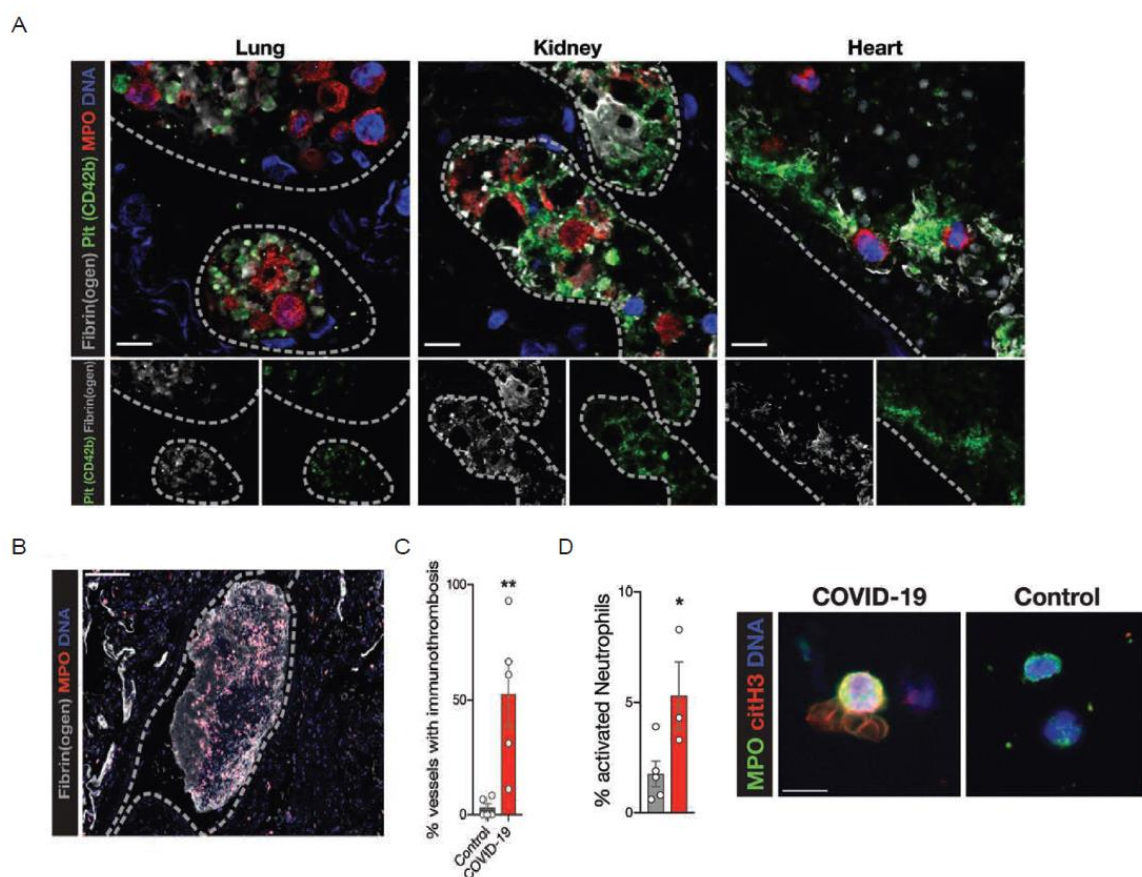 A
Lung
Kidney
Heart
Fibrin(ogen) Plt (CD42b) MPO DNA
Plt (CD42b) Fibrin(ogen)
B
Fibrin(ogen) MPO DNA
C
% vessels with immunothrombosis
100
**
50
0
Control
COVID-19
D
% activated Neutrophils
10
*
5
0
COVID-19
Control
MPO citH3 DNA